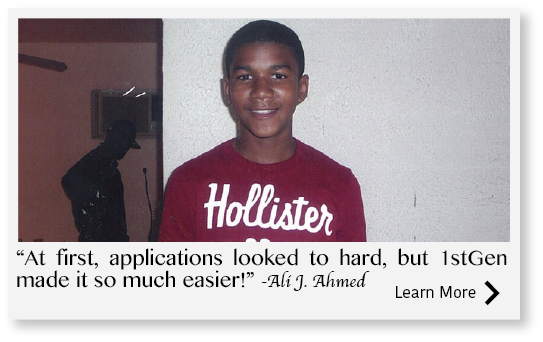 Hollister
“At first, applications looked to hard, but 1stGen
made it so much easier!” -Ali J. Ahmed
Learn More